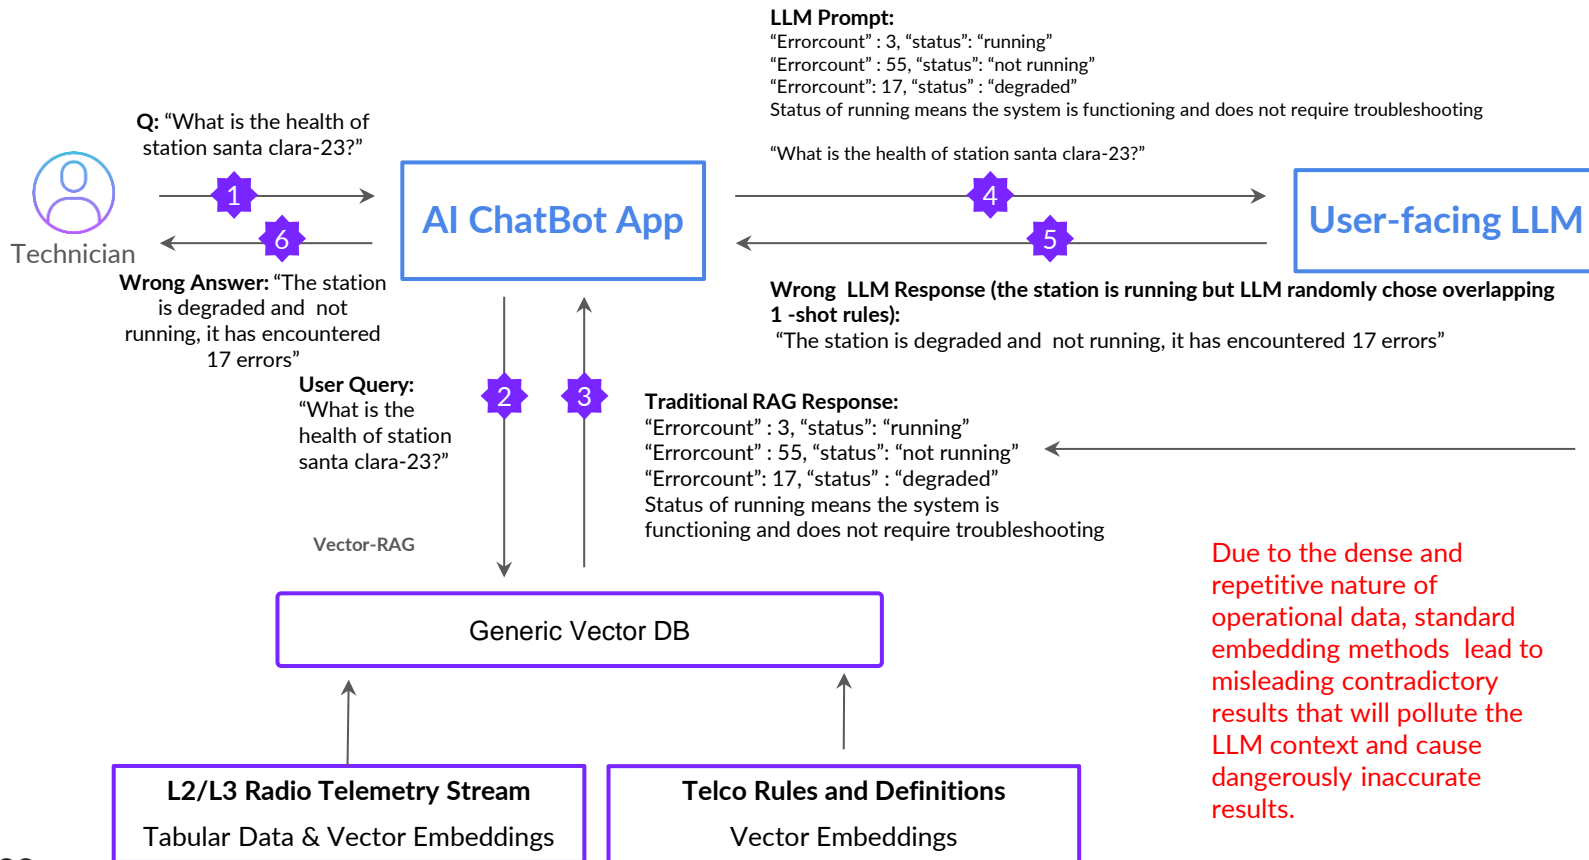 LLM Prompt:
“Errorcount” : 3, “status”: “running”
“Errorcount” : 55, “status”: “not running”
“Errorcount”: 17, “status” : “degraded”
Status of running means the system is functioning and does not require troubleshooting
“What is the health of station santa clara-23?”
Q: “What is the health of
station santa clara-23?”
1
4
AI ChatBot App
User-facing LLM
Technician
6
5
Wrong Answer: “The station
is degraded and not
running, it has encountered
17 errors”
Wrong LLM Response (the station is running but LLM randomly chose overlapping
1 -shot rules):
“The station is degraded and not running, it has encountered 17 errors”
User Query:
“What is the
health of station
santa clara-23?”
2
3
Traditional RAG Response:
“Errorcount” : 3, “status”: “running”
“Errorcount” : 55, “status”: “not running”
“Errorcount”: 17, “status” : “degraded”
Status of running means the system is
functioning and does not require troubleshooting
Vector-RAG
Due to the dense and
repetitive nature of
operational data, standard
embedding methods lead to
misleading contradictory
results that will pollute the
LLM context and cause
dangerously inaccurate
results.
Generic Vector DB
L2/L3 Radio Telemetry Stream
Tabular Data & Vector Embeddings
Telco Rules and Definitions
Vector Embeddings